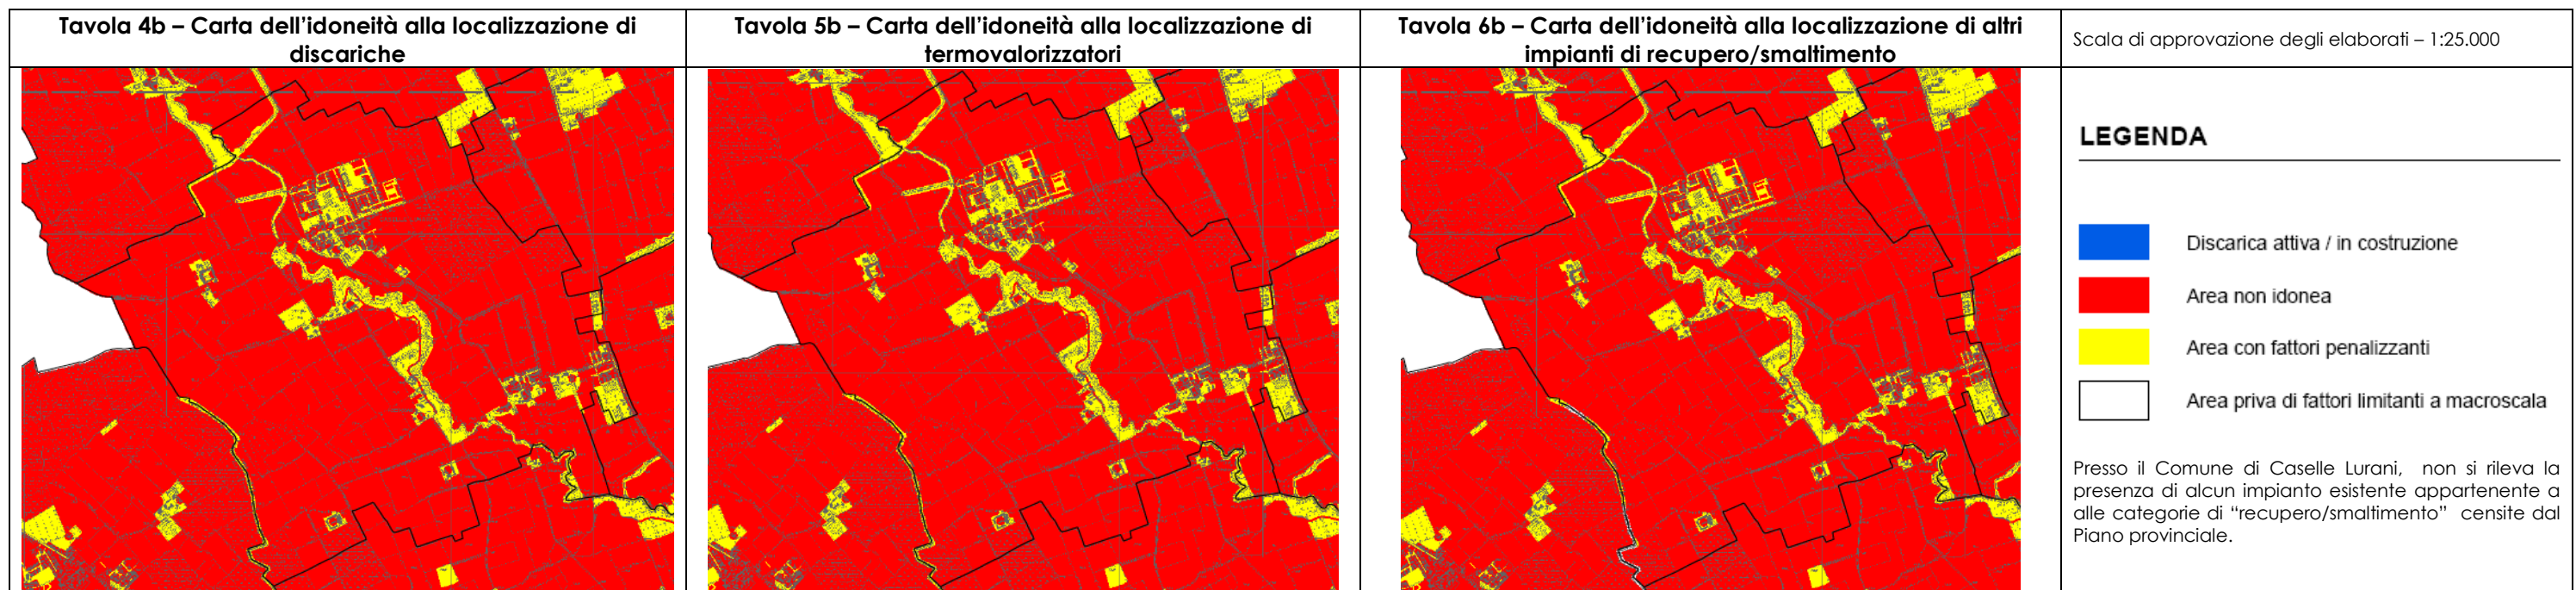 Tavola 4b – Carta dell'idoneità alla localizzazione di
discariche
Tavola 5b – Carta dell'idoneità alla localizzazione di
termovalorizzatori
Tavola 6b – Carta dell'idoneità alla localizzazione di altri
impianti di recupero/smaltimento
Scala di approvazione degli elaborati – 1:25.000
LEGENDA
Discarica attiva / in costruzione
Area non idonea
Area con fattori penalizzanti
Area priva di fattori limitanti a macroscala
Presso il Comune di Caselle Lurani, non si rileva la
presenza di alcun impianto esistente appartenente a
alle categorie di "recupero/smaltimento" censite dal
Piano provinciale.